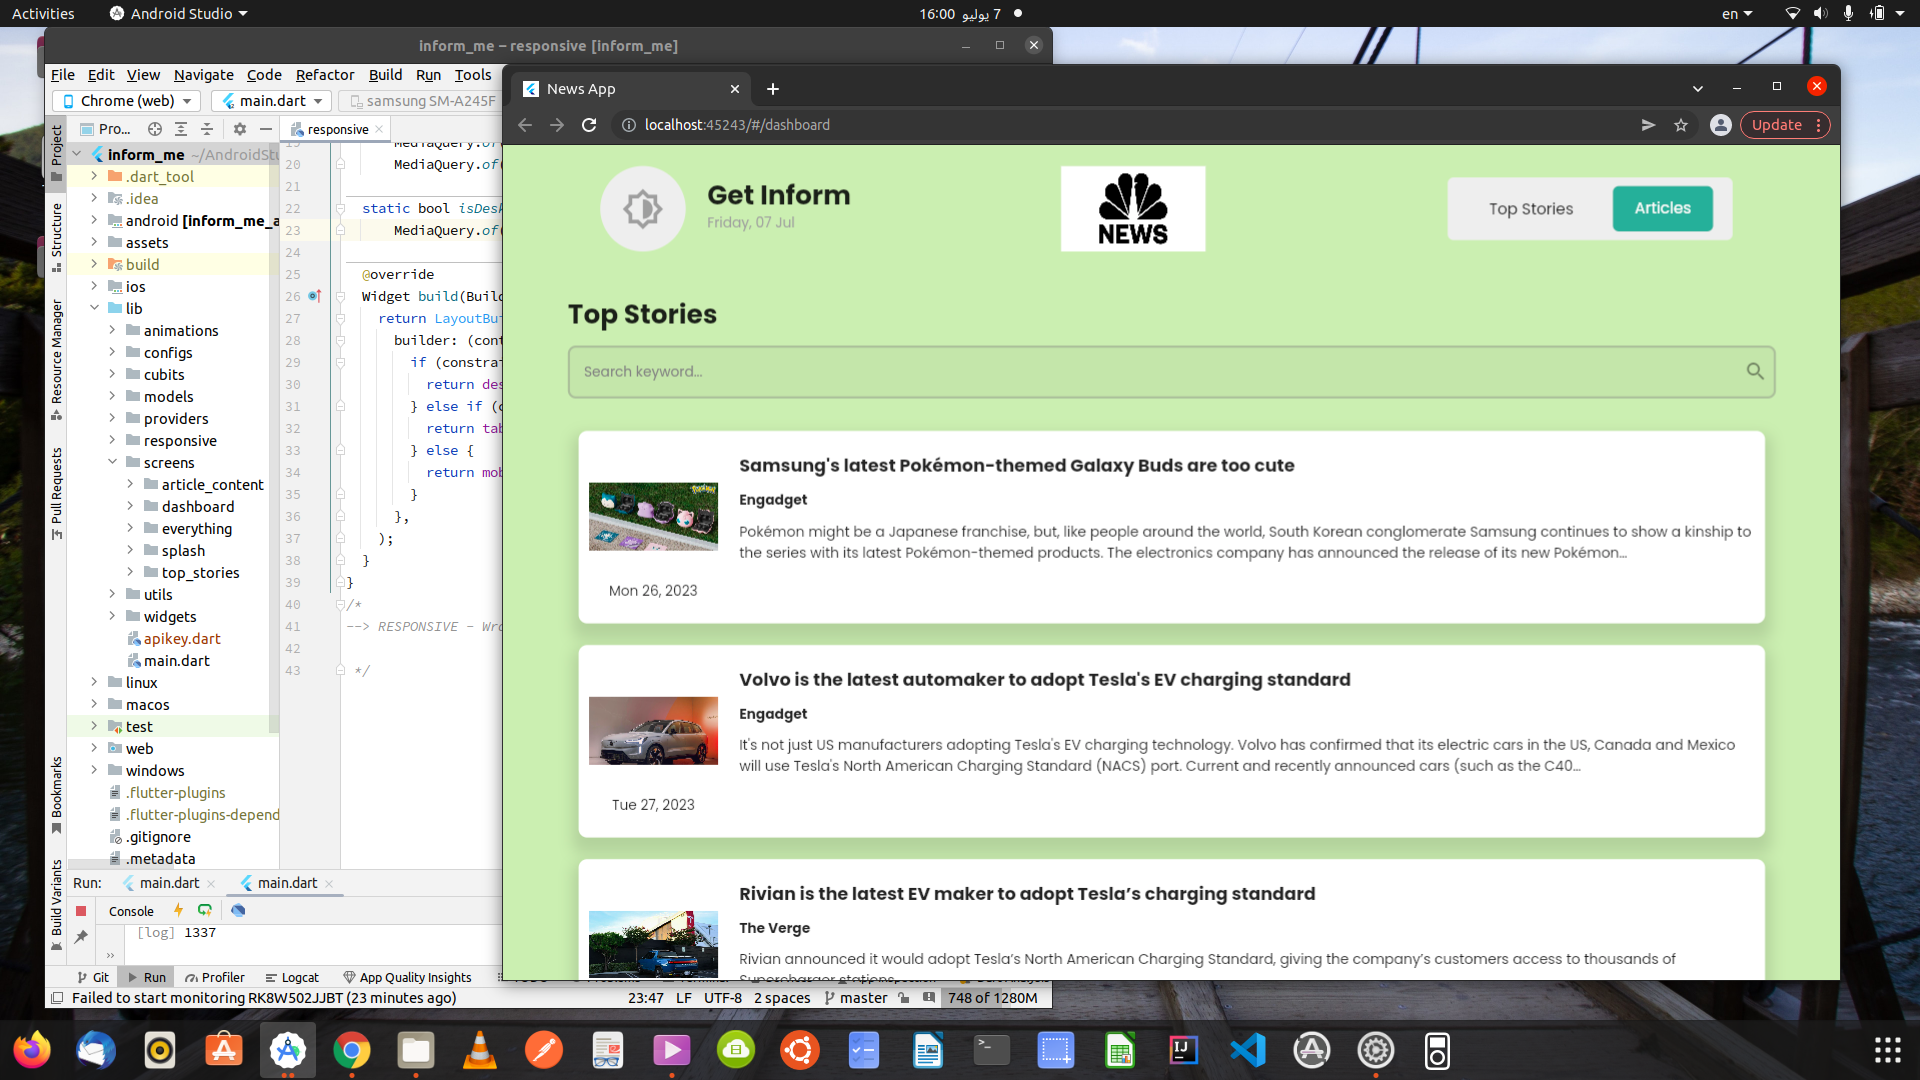 Activities
Android Studio
16:00 7 يوليو
en
inform_me – responsive [inform_me]
File Edit View Navigate Code Refactor Build Run Tools
Chrome (web)
main.dart
samsung SM-A245F
Pro...
responsive
Project
Structure
Resource Manager
Pull Requests
Bookmarks
Build Variants
inform_me ~/AndroidStu
.dart_tool
.idea
android [inform_me_a
assets
build
ios
lib
animations
configs
cubits
models
providers
responsive
screens
article_content
dashboard
everything
splash
top_stories
utils
widgets
apikey.dart
main.dart
linux
macos
test
web
windows
.flutter-plugins
.flutter-plugins-depend
.gitignore
.metadata
19 MediaQuery.of(
20 MediaQuery.of(
21
22 static bool isDesk
23 MediaQuery.of(
24
25 @override
26 Widget build(Build
27 return LayoutBu
28 builder: (cont
29 if (constrai
30 return des
31 } else if (c
32 return tab
33 } else {
34 return mob
35 }
36 },
37 );
38 }
39 }
40 /*
41 --> RESPONSIVE - Wra
42
43 */
Run: main.dart main.dart
Console
[log] 1337
Git Run Profiler Logcat App Quality Insights
Failed to start monitoring RK8W502JJBT (23 minutes ago)
23:47 LF UTF-8 2 spaces master 748 of 1280M
News App
localhost:45243/#/dashboard
Update
Get Inform
Friday, 07 Jul
NEWS
Top Stories
Articles
Top Stories
Search keyword...
Samsung's latest Pokémon-themed Galaxy Buds are too cute
Engadget
Pokémon might be a Japanese franchise, but, like people around the world, South Korean conglomerate Samsung continues to show a kinship to
the series with its latest Pokémon-themed products. The electronics company has announced the release of its new Pokémon…
Mon 26, 2023
Volvo is the latest automaker to adopt Tesla's EV charging standard
Engadget
It's not just US manufacturers adopting Tesla's EV charging technology. Volvo has confirmed that its electric cars in the US, Canada and Mexico
will use Tesla's North American Charging Standard (NACS) port. Current and recently announced cars (such as the C40…
Tue 27, 2023
Rivian is the latest EV maker to adopt Tesla’s charging standard
The Verge
Rivian announced it would adopt Tesla’s North American Charging Standard, giving the company’s customers access to thousands of
Supercharger stations